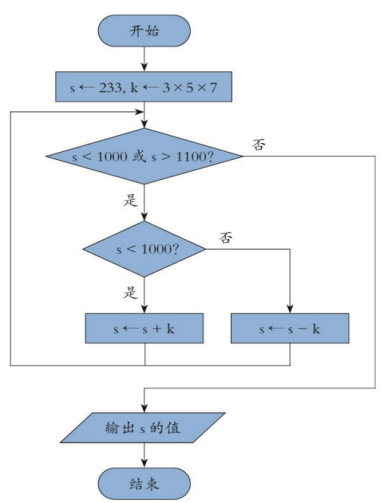 开始
s ← 233, k ← 3×5×7
s < 1000 或 s > 1100?
否
是
s < 1000?
否
是
s ← s + k
s ← s − k
输出 s 的值
结束